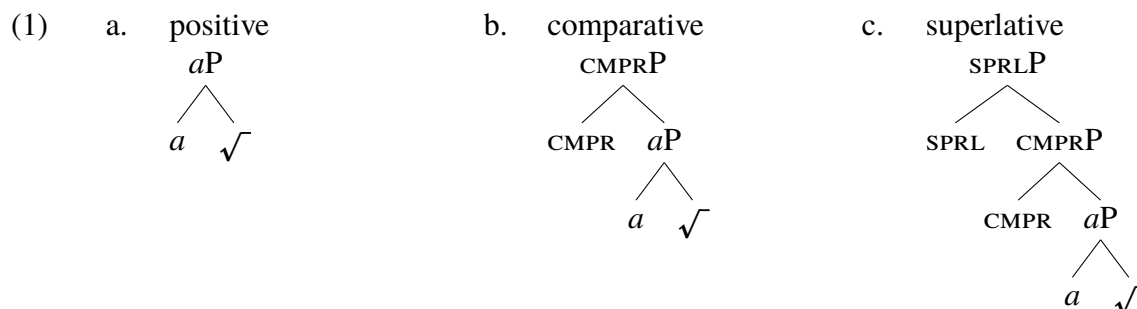 (1) a. positive b. comparative c. superlative
aP CMPRP SPRLP
a √ CMPR aP SPRL CMPRP
a √ CMPR aP
a √